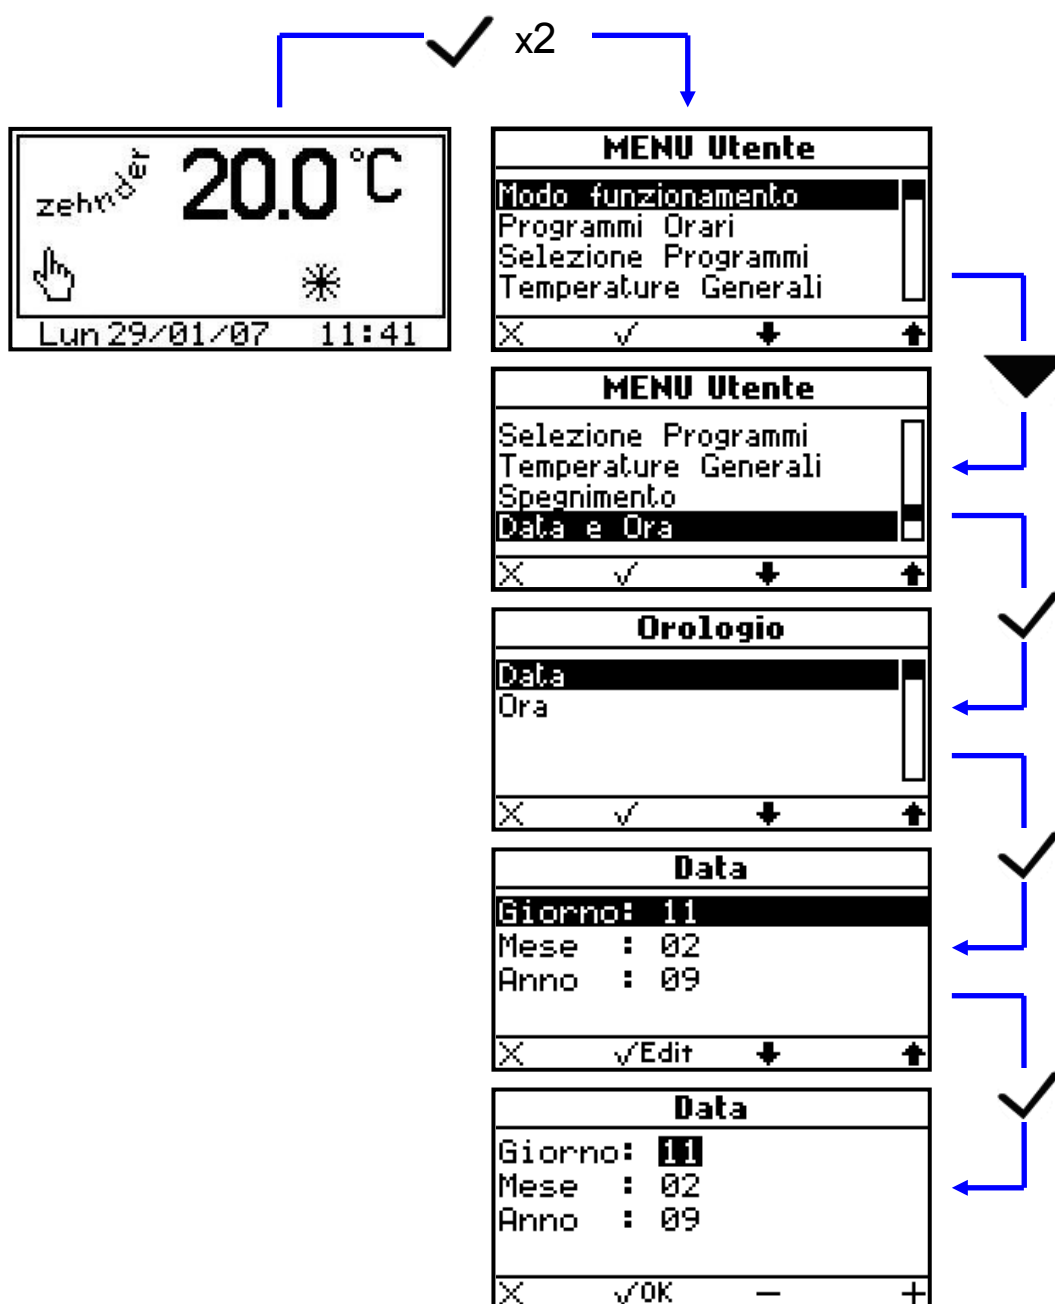 x2
zehnder
20.0 °C
Lun 29/01/07 11:41
MENU Utente
Modo funzionamento
Programmi Orari
Selezione Programmi
Temperature Generali
MENU Utente
Selezione Programmi
Temperature Generali
Spegnimento
Data e Ora
Orologio
Data
Ora
Data
Giorno: 11
Mese : 02
Anno : 09
Edit
Data
Giorno: 11
Mese : 02
Anno : 09
OK — +